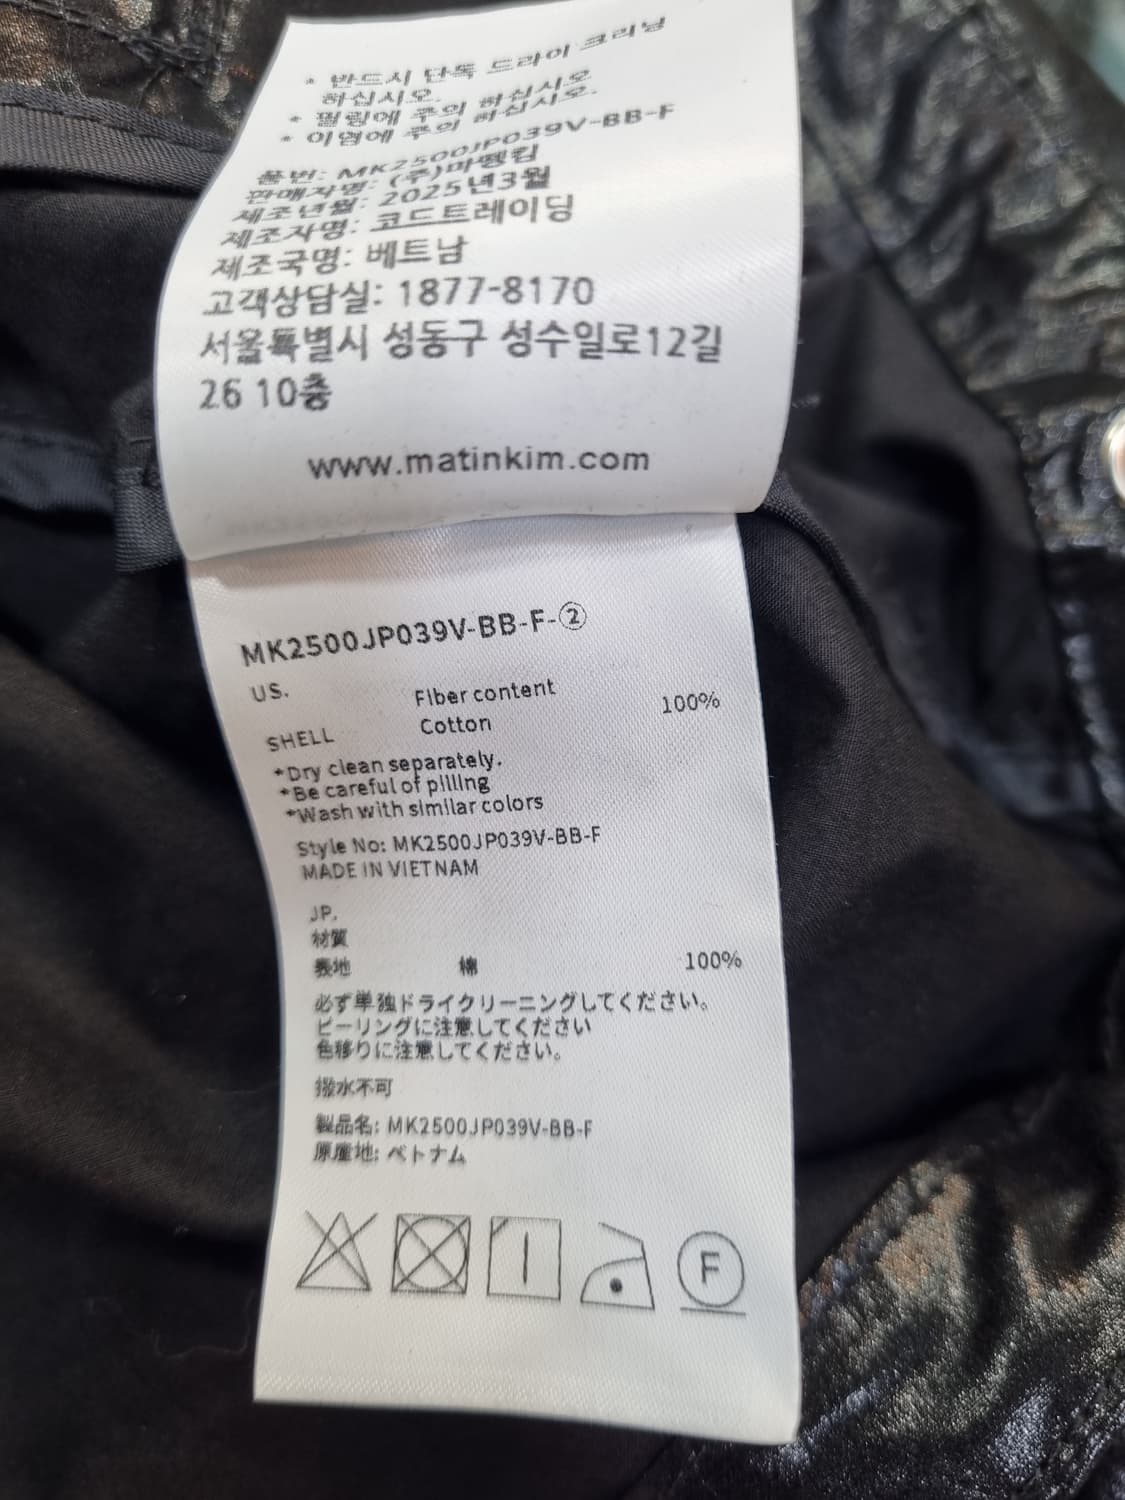 * 반드시 단독 드라이 크리닝
하십시오.
* 필링에 주의 하십시오
* 이염에 주의 하십시오.
품번: MK2500JP039V-BB-F
판매자명: (주)마뗑킴
제조년월: 2025년3월
제조자명: 코드트레이딩
제조국명: 베트남
고객상담실: 1877-8170
서울특별시 성동구 성수일로12길
26 10층
www.matinkim.com
MK2500JP039V-BB-F-②
US.
Fiber content
SHELL Cotton 100%
*Dry clean separately.
*Be careful of pilling
*Wash with similar colors
Style No: MK2500JP039V-BB-F
MADE IN VIETNAM
JP.
材質
表地 棉 100%
必ず単独ドライクリーニングしてください。
ピーリングに注意してください
色移りに注意してください。
撥水不可
製品名: MK2500JP039V-BB-F
原産地: ベトナム
F